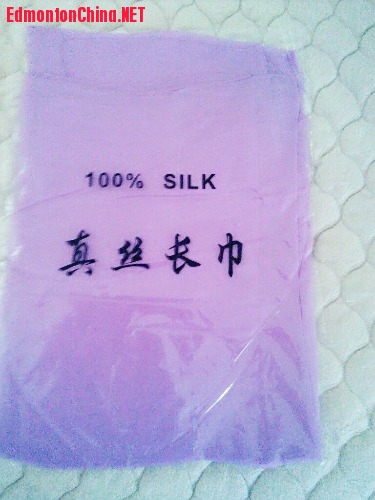 EdmontonChina.NET
100% SILK
真丝长巾